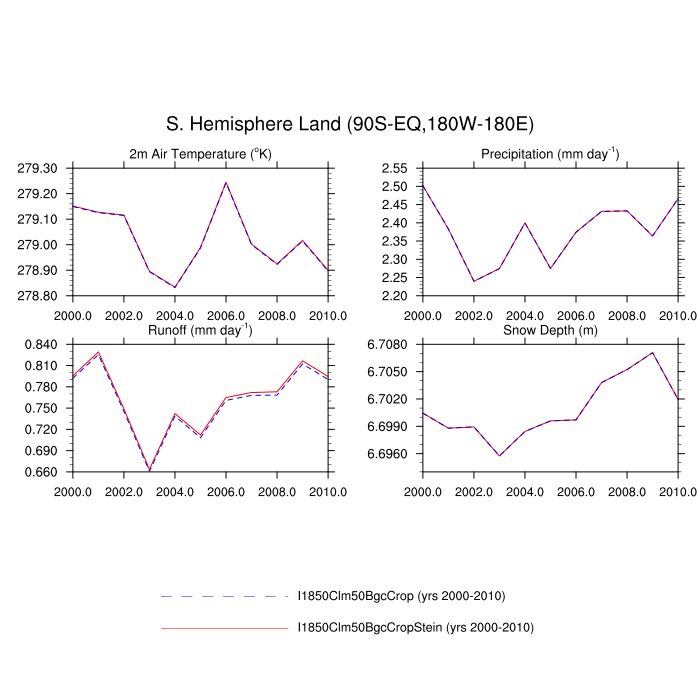 S. Hemisphere Land (90S-EQ,180W-180E)
2m Air Temperature (°K)
279.30
279.20
279.10
279.00
278.90
278.80
2000.0 2002.0 2004.0 2006.0 2008.0 2010.0
Precipitation (mm day⁻¹)
2.55
2.50
2.45
2.40
2.35
2.30
2.25
2.20
2000.0 2002.0 2004.0 2006.0 2008.0 2010.0
Runoff (mm day⁻¹)
0.840
0.810
0.780
0.750
0.720
0.690
0.660
2000.0 2002.0 2004.0 2006.0 2008.0 2010.0
Snow Depth (m)
6.7080
6.7050
6.7020
6.6990
6.6960
2000.0 2002.0 2004.0 2006.0 2008.0 2010.0
I1850Clm50BgcCrop (yrs 2000-2010)
I1850Clm50BgcCropStein (yrs 2000-2010)